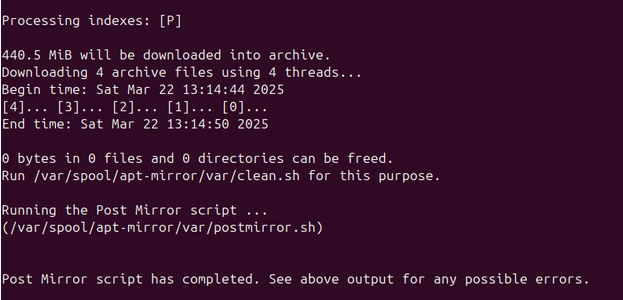 Processing indexes: [P]
440.5 MiB will be downloaded into archive.
Downloading 4 archive files using 4 threads...
Begin time: Sat Mar 22 13:14:44 2025
[4]... [3]... [2]... [1]... [0]...
End time: Sat Mar 22 13:14:50 2025
0 bytes in 0 files and 0 directories can be freed.
Run /var/spool/apt-mirror/var/clean.sh for this purpose.
Running the Post Mirror script ...
(/var/spool/apt-mirror/var/postmirror.sh)
Post Mirror script has completed. See above output for any possible errors.